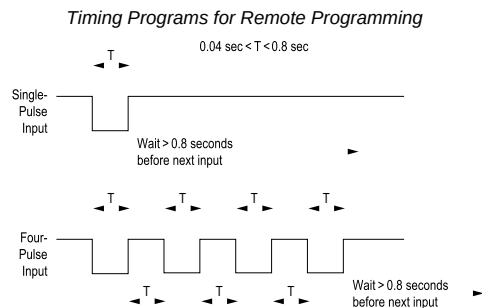 Timing Programs for Remote Programming
T
0.04 sec < T < 0.8 sec
Single-
Pulse
Input
Wait > 0.8 seconds
before next input
T T T T
Four-
Pulse
Input
T T T
Wait > 0.8 seconds
before next input